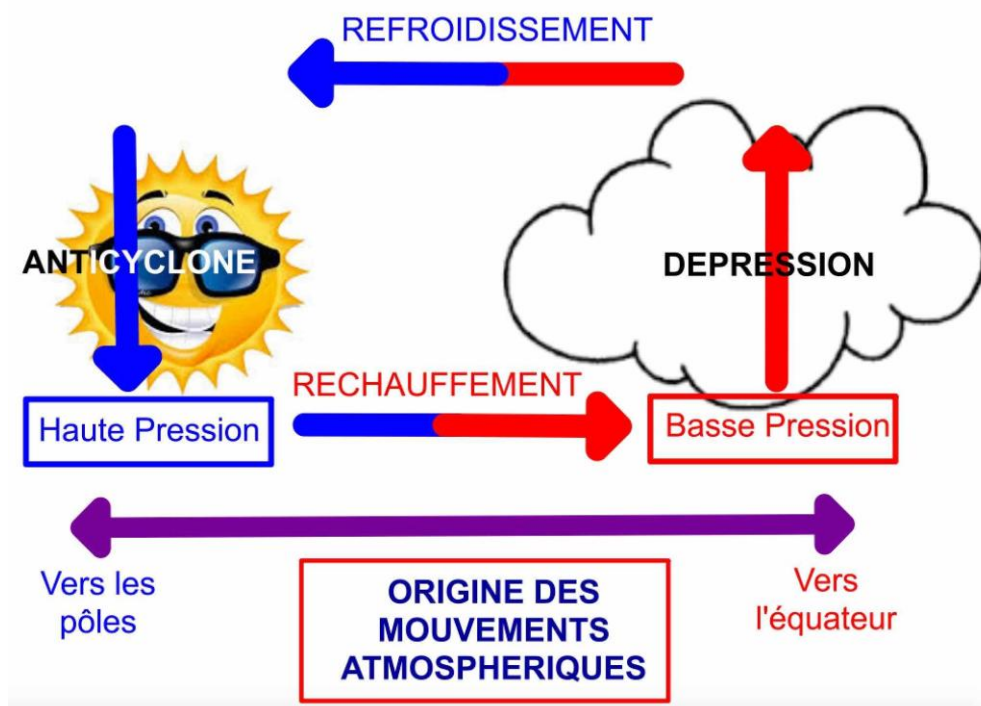 REFROIDISSEMENT
ANTICYCLONE
DEPRESSION
RECHAUFFEMENT
Haute Pression
Basse Pression
Vers les
pôles
ORIGINE DES
MOUVEMENTS
ATMOSPHERIQUES
Vers
l'équateur